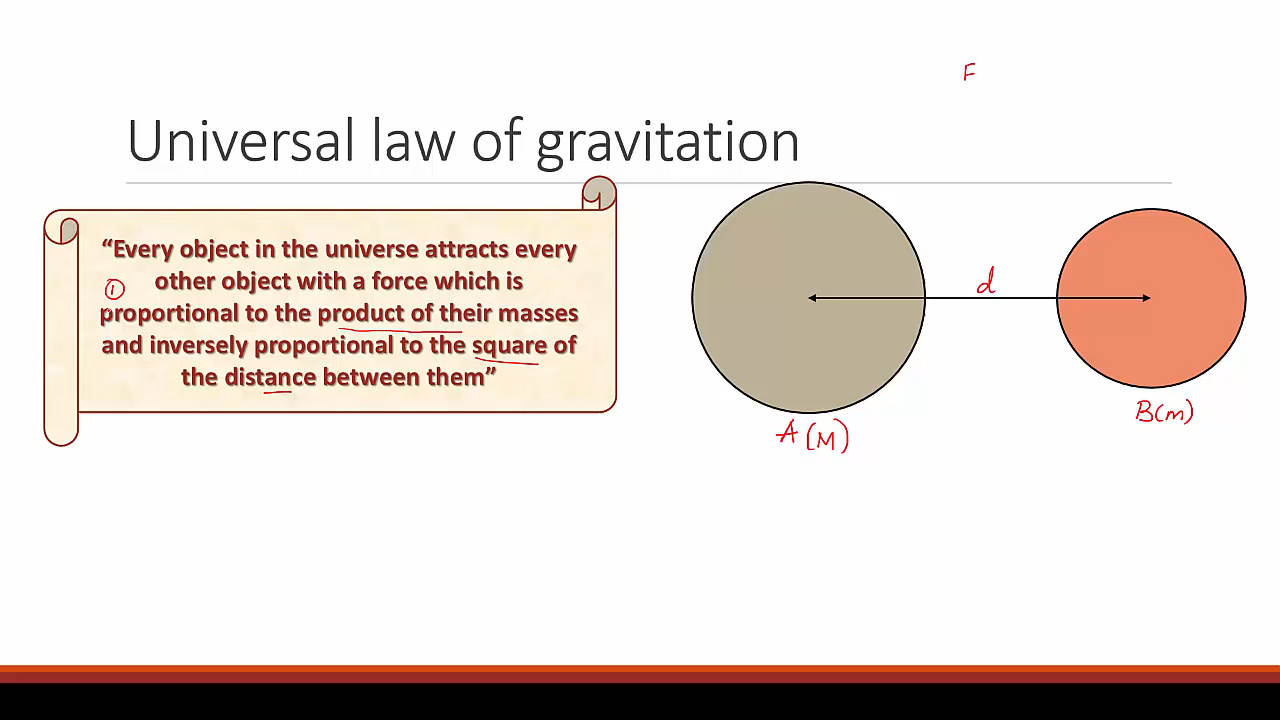 F
Universal law of gravitation
“Every object in the universe attracts every
other object with a force which is
①
proportional to the product of their masses
and inversely proportional to the square of
the distance between them”
d
A (M)
B(m)